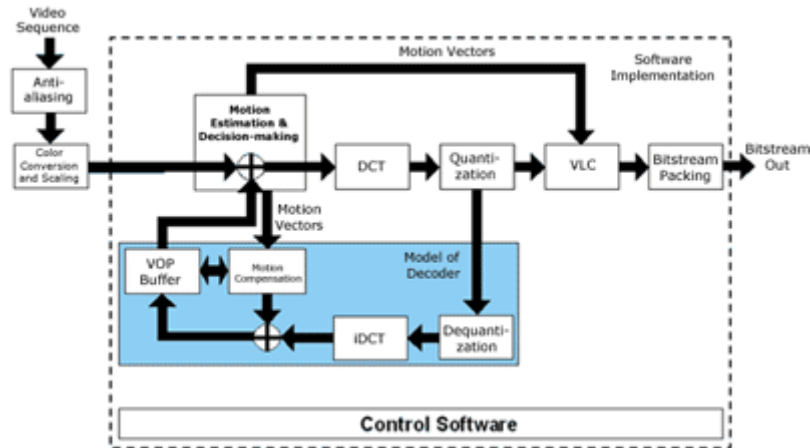 Video
Sequence
Anti-
aliasing
Color
Conversion
and Scaling
Motion Vectors
Software
Implementation
Motion
Estimation &
Decision-making
DCT
Quanti-
zation
VLC
Bitstream
Packing
Bitstream
Out
Motion
Vectors
VOP
Buffer
Motion
Compensation
Model of
Decoder
iDCT
Dequanti-
zation
Control Software